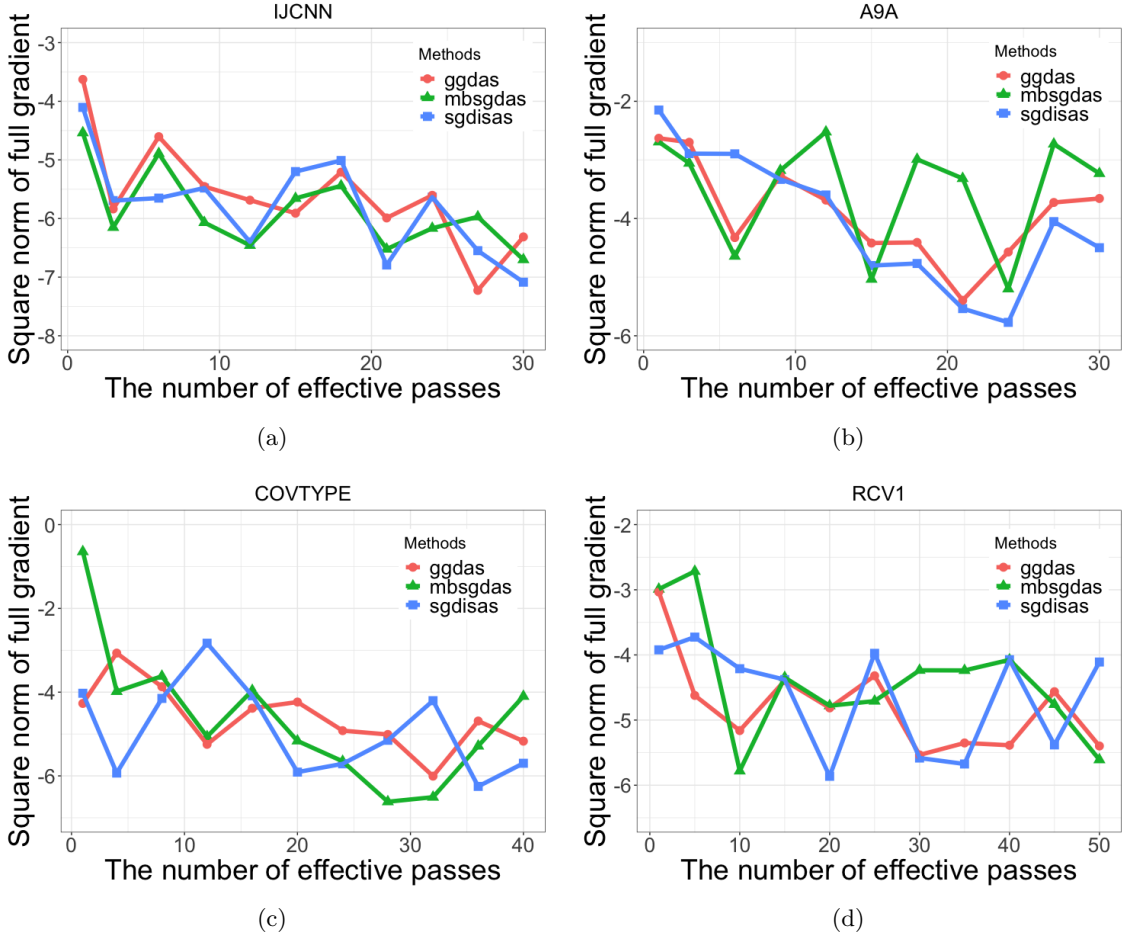 IJCNN
Square norm of full gradient
-3
-4
-5
-6
-7
-8
Methods
ggdas
mbsgdas
sgdisas
0 10 20 30
The number of effective passes
(a)
A9A
Square norm of full gradient
-2
-4
-6
Methods
ggdas
mbsgdas
sgdisas
0 10 20 30
The number of effective passes
(b)
COVTYPE
Square norm of full gradient
0
-2
-4
-6
Methods
ggdas
mbsgdas
sgdisas
0 10 20 30 40
The number of effective passes
(c)
RCV1
Square norm of full gradient
-2
-3
-4
-5
-6
Methods
ggdas
mbsgdas
sgdisas
0 10 20 30 40 50
The number of effective passes
(d)